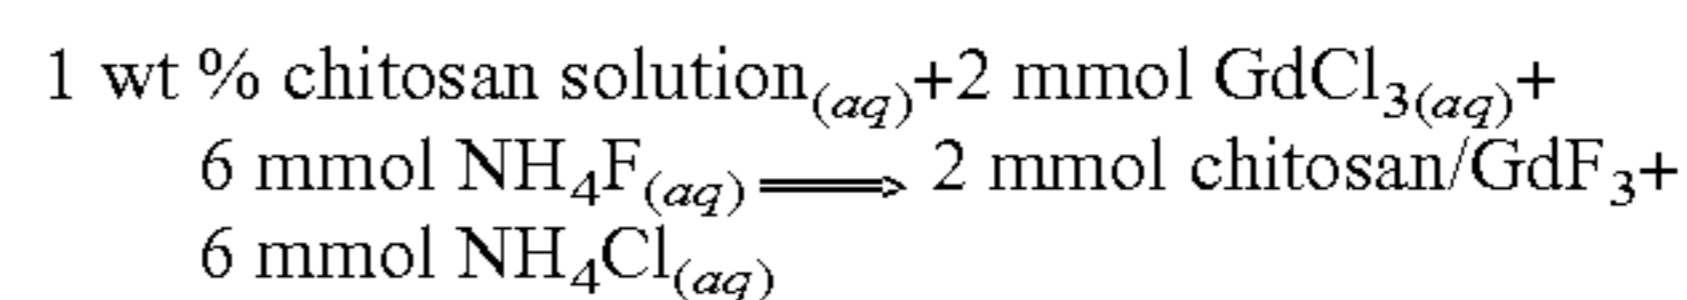 1 wt % chitosan solution(aq)+2 mmol GdCl3(aq)+
6 mmol NH4F(aq)⟹ 2 mmol chitosan/GdF3+
6 mmol NH4Cl(aq)